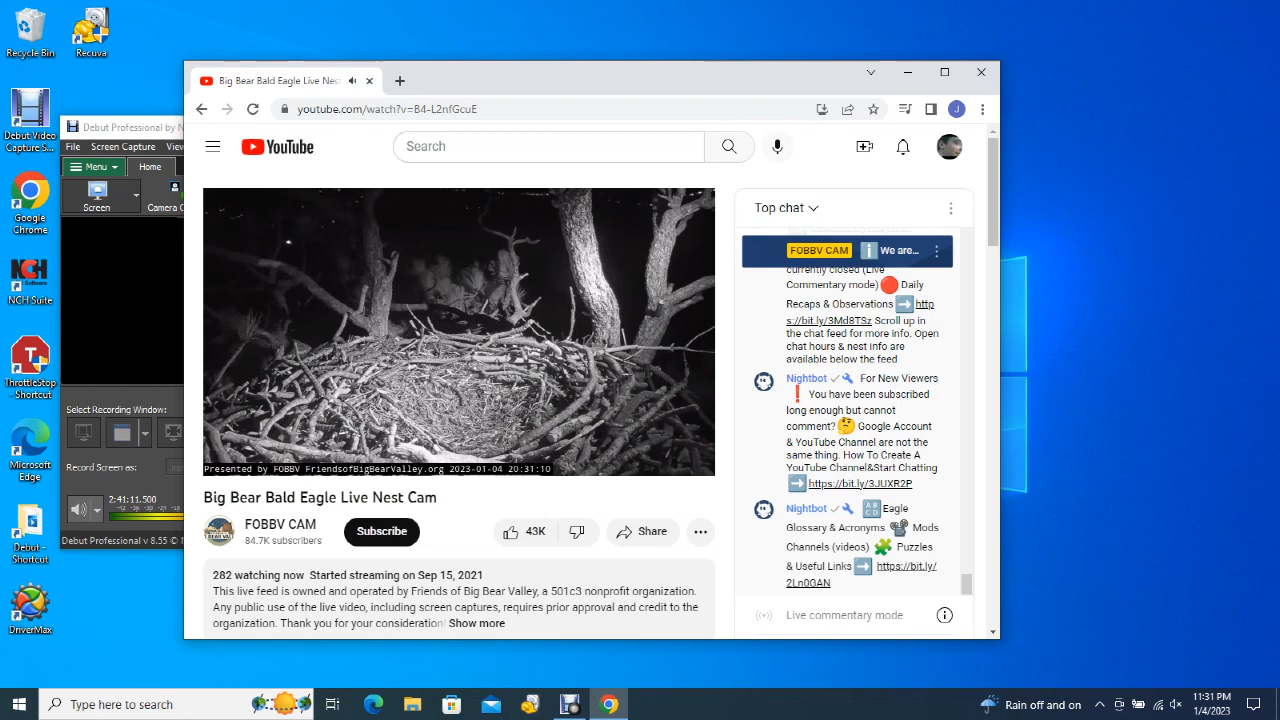 Recycle Bin
Recuva
Debut Video
Capture S...
Google
Chrome
NCH Suite
ThrottleStop
- Shortcut
Microsoft
Edge
Debut -
Shortcut
DriverMax
Debut Professional by N
File Screen Capture View
Menu
Home
Screen
Camera C
Select Recording Window:
Record Screen as:
2:41:11.500
Debut Professional v 8.55 © N
Big Bear Bald Eagle Live Nest
youtube.com/watch?v=B4-L2nfGcuE
J
YouTube
Search
Presented by FOBBV FriendsofBigBearValley.org 2023-01-04 20:31:10
Big Bear Bald Eagle Live Nest Cam
FOBBV CAM
84.7K subscribers
Subscribe
43K
Share
282 watching now Started streaming on Sep 15, 2021
This live feed is owned and operated by Friends of Big Bear Valley, a 501c3 nonprofit organization.
Any public use of the live video, including screen captures, requires prior approval and credit to the
organization. Thank you for your consideration! Show more
Top chat
FOBBV CAM We are...
currently closed (Live
Commentary mode) Daily
Recaps & Observations http
s://bit.ly/3Md8TSz Scroll up in
the chat feed for more info. Open
chat hours & nest info are
available below the feed
Nightbot For New Viewers
You have been subscribed
long enough but cannot
comment? Google Account
& YouTube Channel are not the
same thing. How To Create A
YouTube Channel&Start Chatting
https://bit.ly/3JUXR2P
Nightbot Eagle
Glossary & Acronyms Mods
Channels (videos) Puzzles
& Useful Links https://bit.ly/
2Ln0GAN
Live commentary mode
Type here to search
Rain off and on
11:31 PM
1/4/2023